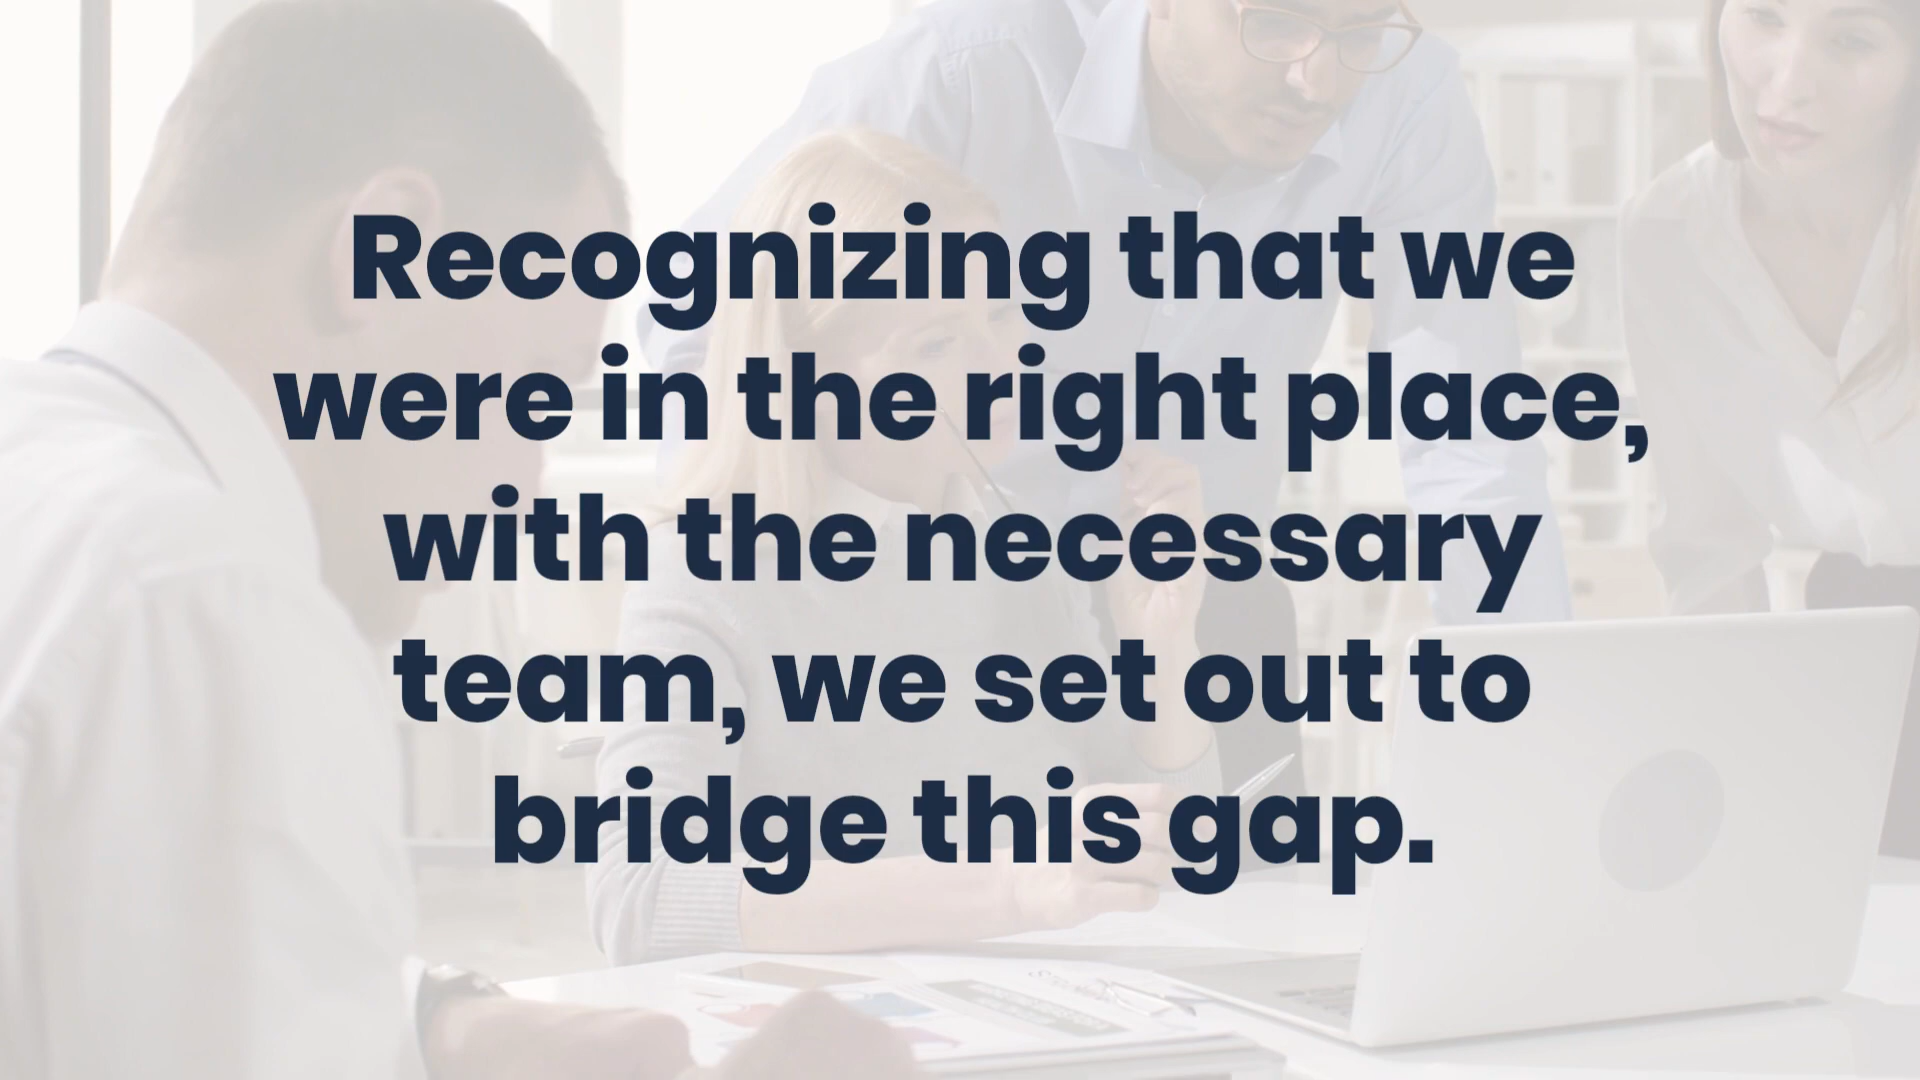 Recognizing that we
were in the right place,
with the necessary
team, we set out to
bridge this gap.